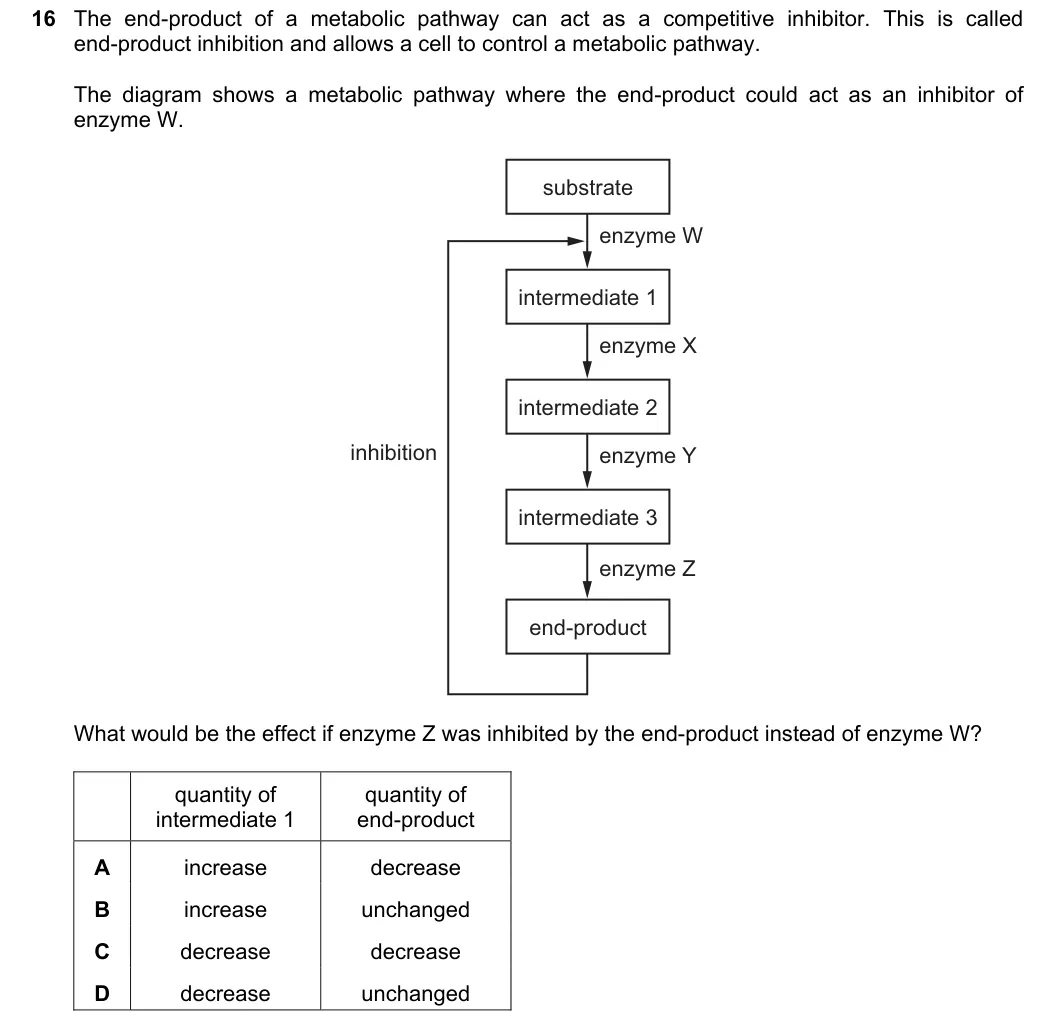 16 The end-product of a metabolic pathway can act as a competitive inhibitor. This is called
end-product inhibition and allows a cell to control a metabolic pathway.
The diagram shows a metabolic pathway where the end-product could act as an inhibitor of
enzyme W.
substrate
enzyme W
intermediate 1
enzyme X
intermediate 2
inhibition
enzyme Y
intermediate 3
enzyme Z
end-product
What would be the effect if enzyme Z was inhibited by the end-product instead of enzyme W?
quantity of intermediate 1 quantity of end-product
A increase decrease
B increase unchanged
C decrease decrease
D decrease unchanged